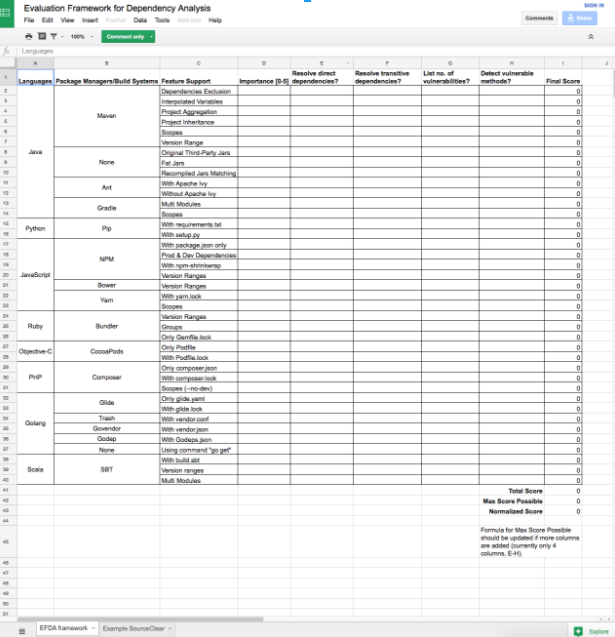 Evaluation Framework for Dependency Analysis
SIGN IN
File Edit View Insert Format Data Tools Add-ons Help
Comments
Share
100%
Comment only
fx Languages
A B C D E F G H I J
1 Languages Package Managers/Build Systems Feature Support Importance [0-5] Resolve direct dependencies? Resolve transitive dependencies? List no. of vulnerabilities? Detect vulnerable methods? Final Score
2 Java Maven Dependencies Exclusion 0
3 Interpolated Variables 0
4 Project Aggregation 0
5 Project Inheritance 0
6 Scopes 0
7 Version Range 0
8 None Original Third-Party Jars 0
9 Fat Jars 0
10 Recompiled Jars Matching 0
11 Ant With Apache Ivy 0
12 Without Apache Ivy 0
13 Gradle Multi Modules 0
14 Scopes 0
15 Python Pip With requirements.txt 0
16 With setup.py 0
17 JavaScript NPM With package.json only 0
18 Prod & Dev Dependencies 0
19 With npm-shrinkwrap 0
20 Version Ranges 0
21 Bower Version Ranges 0
22 Yarn With yarn.lock 0
23 Scopes 0
24 Ruby Bundler Version Ranges 0
25 Groups 0
26 Only Gemfile.lock 0
27 Objective-C CocoaPods Only Podfile 0
28 With Podfile.lock 0
29 PHP Composer Only composer.json 0
30 With composer.lock 0
31 Scopes (--no-dev) 0
32 Golang Glide Only glide.yaml 0
33 With glide.lock 0
34 Trash With vendor.conf 0
35 Govendor With vendor.json 0
36 Godep With Godeps.json 0
37 None Using command "go get" 0
38 Scala SBT With build.sbt 0
39 Version ranges 0
40 Multi Modules 0
41 Total Score 0
42 Max Score Possible 0
43 Normalized Score 0
44
45 Formula for Max Score Possible
should be updated if more columns
are added (currently only 4
columns, E-H).
46
47
48
49
50
51
EFDA framework
Example SourceClear
Explore